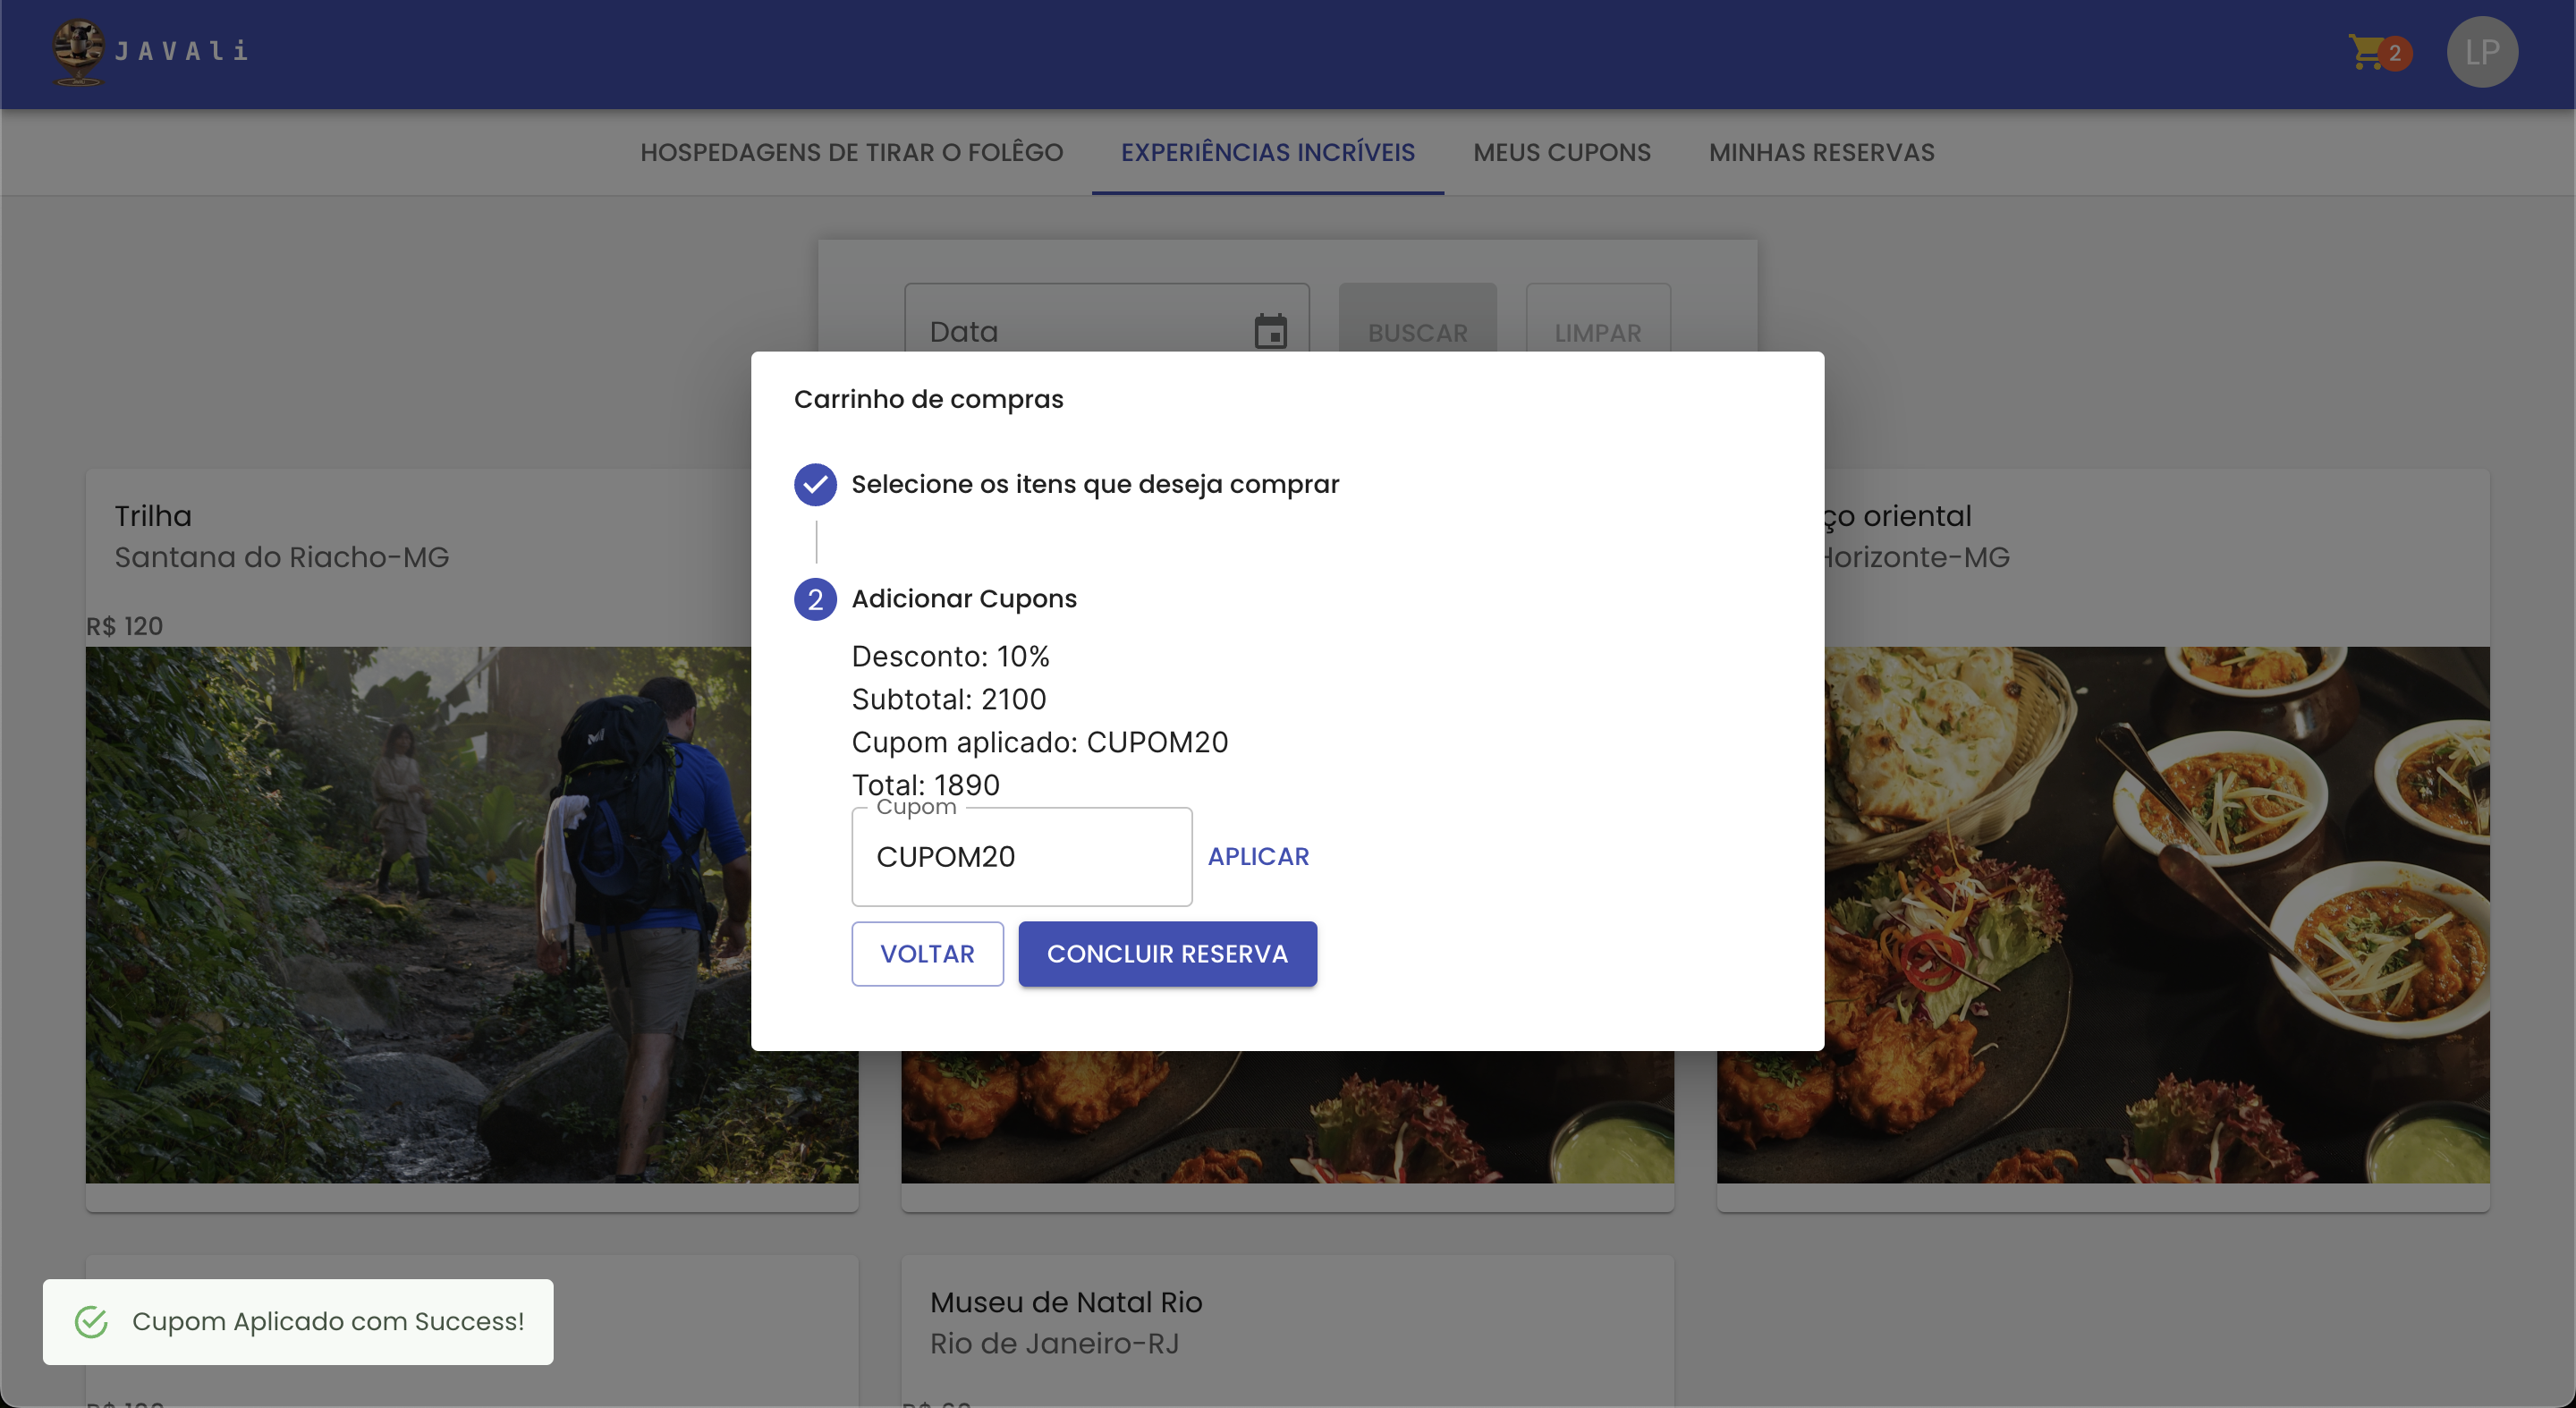 JAVAli
2
LP
HOSPEDAGENS DE TIRAR O FOLÊGO
EXPERIÊNCIAS INCRÍVEIS
MEUS CUPONS
MINHAS RESERVAS
Data
BUSCAR
LIMPAR
Carrinho de compras
Selecione os itens que deseja comprar
2
Adicionar Cupons
Desconto: 10%
Subtotal: 2100
Cupom aplicado: CUPOM20
Total: 1890
Cupom
CUPOM20
APLICAR
VOLTAR
CONCLUIR RESERVA
Trilha
Santana do Riacho-MG
R$ 120
oriental
Horizonte-MG
Museu de Natal Rio
Rio de Janeiro-RJ
Cupom Aplicado com Success!